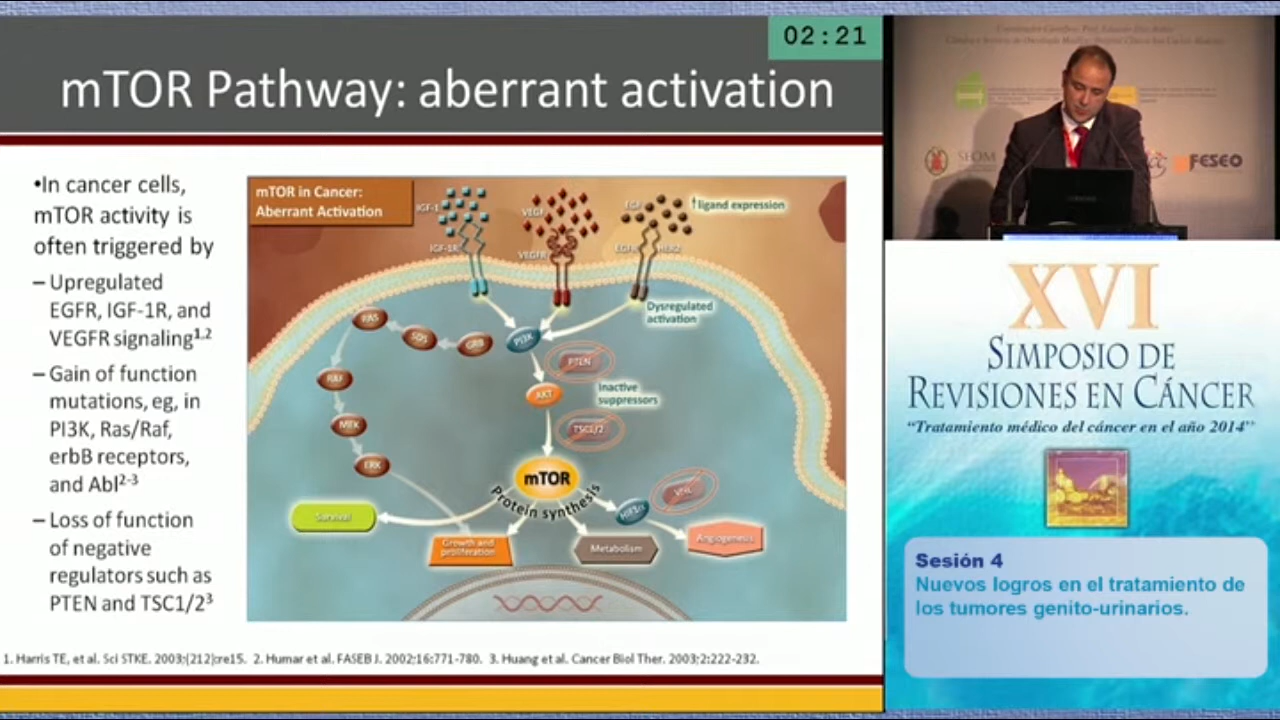 02:21
mTOR Pathway: aberrant activation
•In cancer cells,
mTOR activity is
often triggered by
– Upregulated
EGFR, IGF-1R, and
VEGFR signaling1,2
– Gain of function
mutations, eg, in
PI3K, Ras/Raf,
erbB receptors,
and Abl2-3
– Loss of function
of negative
regulators such as
PTEN and TSC1/23
mTOR in Cancer:
Aberrant Activation
IGF-1
VEGF
EGF
↑ligand expression
IGF-1R
VEGFR
EGFR
HER2
Dysregulated
activation
RAS
SOS
GRB
PI3K
PTEN
RAF
AKT
Inactive
suppressors
MEK
TSC1/2
ERK
mTOR
Protein synthesis
VHL
HIF1α
Survival
Growth and
proliferation
Metabolism
Angiogenesis
1. Harris TE, et al. Sci STKE. 2003;(212):re15. 2. Humar et al. FASEB J. 2002;16:771-780. 3. Huang et al. Cancer Biol Ther. 2003;2:222-232.
SEOM
FESEO
XVI
SIMPOSIO DE
REVISIONES EN CÁNCER
"Tratamiento médico del cáncer en el año 2014"
Sesión 4
Nuevos logros en el tratamiento de
los tumores genito-urinarios.